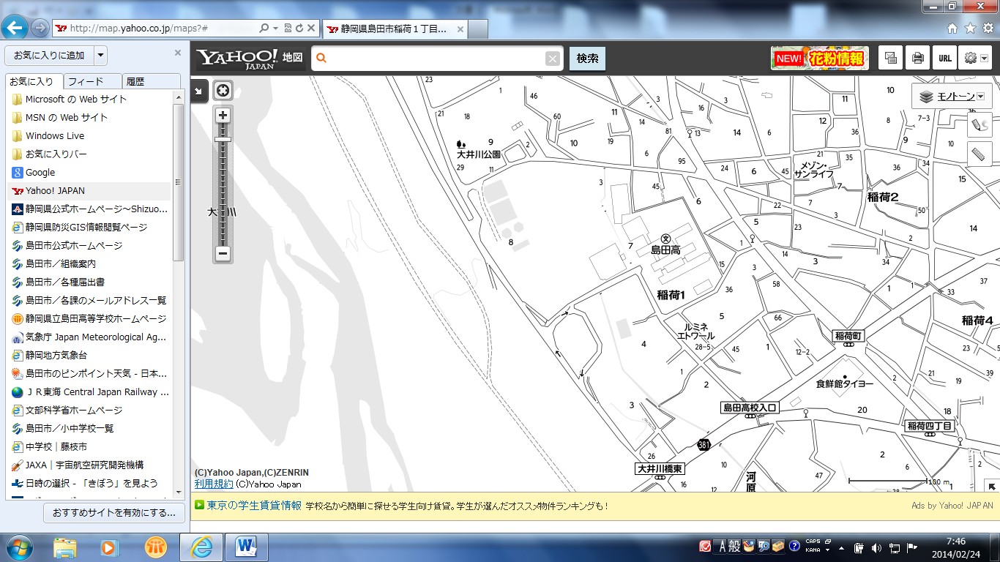 http://map.yahoo.co.jp/maps?#
静岡県島田市稲荷１丁目...
お気に入りに追加
お気に入り
フィード
履歴
Microsoft の Web サイト
MSN の Web サイト
Windows Live
お気に入りバー
Google
Yahoo! JAPAN
静岡県公式ホームページ～Shizuo...
静岡県防災GIS情報閲覧ページ
島田市公式ホームページ
島田市／組織案内
島田市／各種届出書
島田市／各課のメールアドレス一覧
静岡県立島田高等学校ホームページ
気象庁 Japan Meteorological Ag...
静岡地方気象台
島田市のピンポイント天気 - 日本...
ＪＲ東海 Central Japan Railway ...
文部科学省ホームページ
島田市／小中学校一覧
中学校｜藤枝市
JAXA｜宇宙航空研究開発機構
日時の選択 - 「きぼう」を見よう
おすすめサイトを有効にする...
YAHOO! 地図
JAPAN
検索
NEW! 花粉情報
URL
モノトーン
23
1
46
21
18
60
11
3
16
81
13
14
6
11
10
12
8
7-3
36
9
10
9
2
10
19
大井川公園
29
11
6
95
24
6
45
21
35
メゾン・
サンライフ
36
15
3
45
6
22
7
7
稲荷2
50
大井川
5
23
14
8
7
文
島田高
1
2
15
14
3
34
3
58
37
36
33
稲荷1
5
66
稲荷4
ルミネ
エトワール
28-5
稲荷町
4
45
1
12-2
23
5
1
2
食鮮館タイヨー
21
19
島田高校入口
3
20
18
稲荷四丁目
381
26
大井川橋東
10
2
6
河原
16
12
100 m
1
(C)Yahoo Japan,(C)ZENRIN
利用規約 (C)Yahoo Japan
東京の学生賃貸情報 学校名から簡単に探せる学生向け賃貸。学生が選んだオススメ物件ランキングも！
Ads by Yahoo! JAPAN
A 般
CAPS
KANA
7:46
2014/02/24